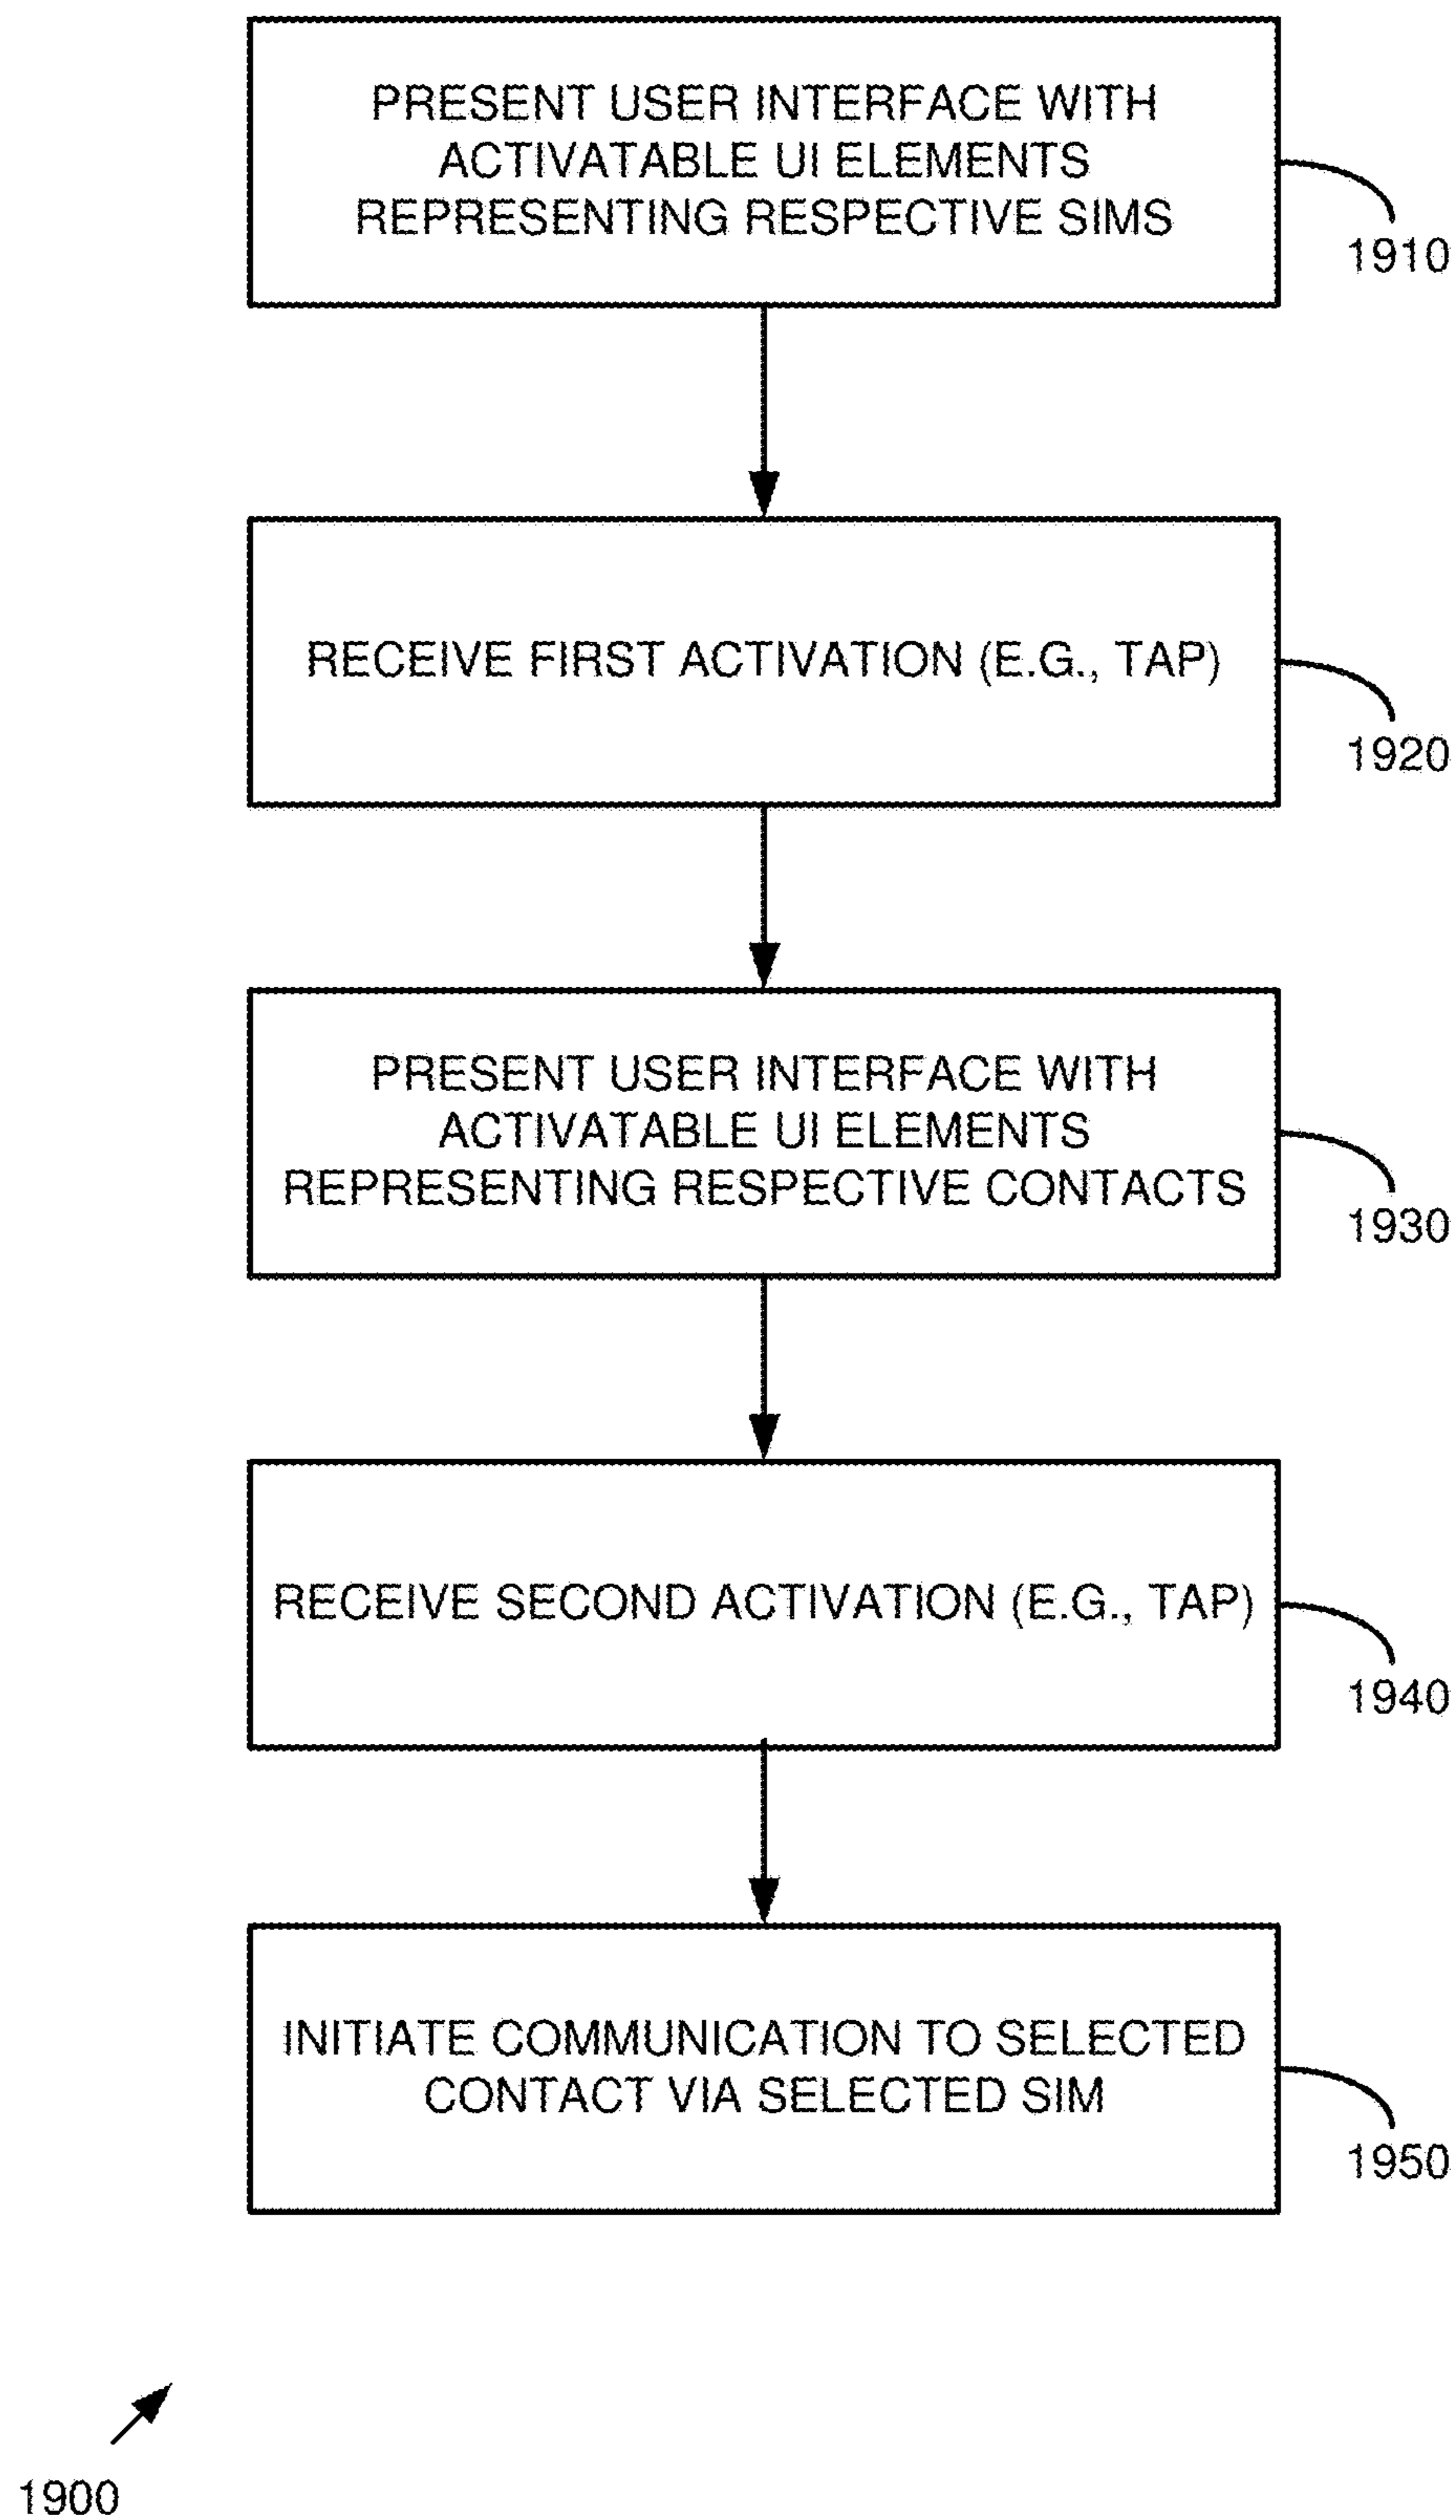 PRESENT USER INTERFACE WITH
ACTIVATABLE UI ELEMENTS
REPRESENTING RESPECTIVE SIMS
1910
RECEIVE FIRST ACTIVATION (E.G., TAP)
1920
PRESENT USER INTERFACE WITH
ACTIVATABLE UI ELEMENTS
REPRESENTING RESPECTIVE CONTACTS
1930
RECEIVE SECOND ACTIVATION (E.G., TAP)
1940
INITIATE COMMUNICATION TO SELECTED
CONTACT VIA SELECTED SIM
1950
1900